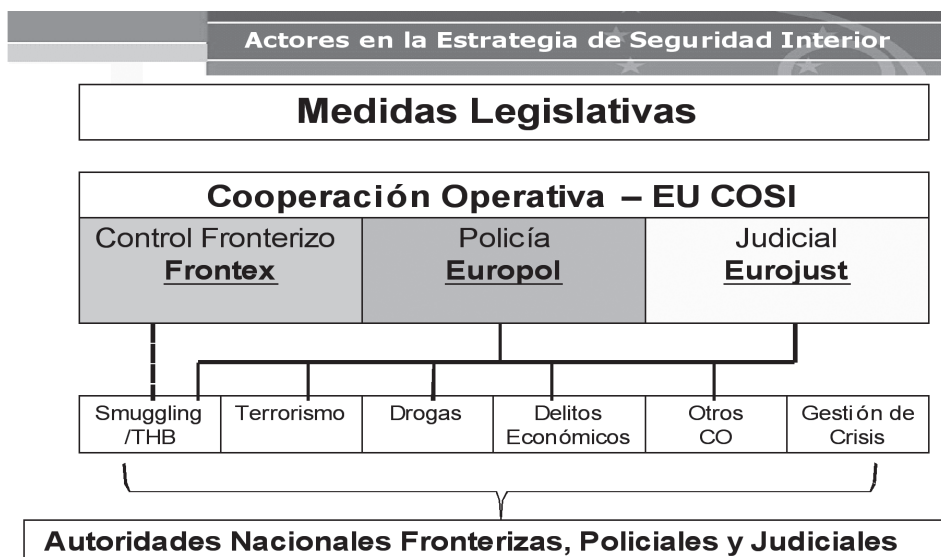 Actores en la Estrategia de Seguridad Interior
Medidas Legislativas
Cooperación Operativa – EU COSI
Control Fronterizo
Frontex
Policía
Europol
Judicial
Eurojust
Smuggling
/THB
Terrorismo
Drogas
Delitos
Económicos
Otros
CO
Gestión de
Crisis
Autoridades Nacionales Fronterizas, Policiales y Judiciales